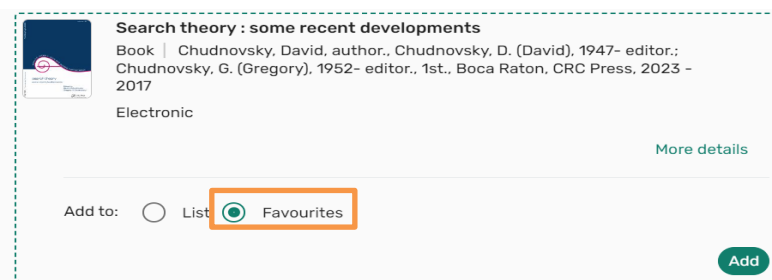 Search theory : some recent developments
Book | Chudnovsky, David, author., Chudnovsky, D. (David), 1947- editor.;
Chudnovsky, G. (Gregory), 1952- editor., 1st., Boca Raton, CRC Press, 2023 -
2017
Electronic
More details
Add to: List Favourites
Add